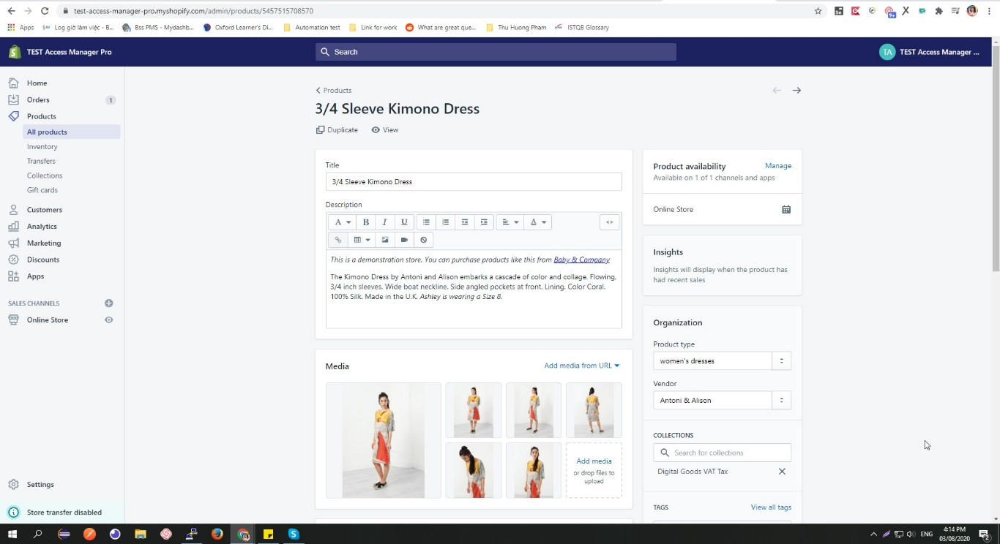 test-access-manager-pro.myshopify.com/admin/products/5457515708570
9+
Apps
Log giờ làm việc - B...
Bss PMS - Mydashb...
Oxford Learner's Di...
Automation test
Link for work
What are great que...
Thu Huong Pham
ISTQB Glossary
TEST Access Manager Pro
Search
TA
TEST Access Manager ...
Home
Orders
1
Products
All products
Inventory
Transfers
Collections
Gift cards
Customers
Analytics
Marketing
Discounts
Apps
SALES CHANNELS
Online Store
Settings
Store transfer disabled
Products
3/4 Sleeve Kimono Dress
Duplicate
View
Title
3/4 Sleeve Kimono Dress
Description
A
B
I
U
A
<>
This is a demonstration store. You can purchase products like this from Baby & Company
The Kimono Dress by Antoni and Alison embarks a cascade of color and collage. Flowing,
3/4 inch sleeves. Wide boat neckline. Side angled pockets at front. Lining. Color Coral.
100% Silk. Made in the U.K. Ashley is wearing a Size 8.
Media
Add media from URL
Add media
or drop files to
upload
Product availability
Manage
Available on 1 of 1 channels and apps
Online Store
Insights
Insights will display when the product has
had recent sales
Organization
Product type
women's dresses
Vendor
Antoni & Alison
COLLECTIONS
Search for collections
Digital Goods VAT Tax
TAGS
View all tags
ENG
4:14 PM
03/08/2020
2